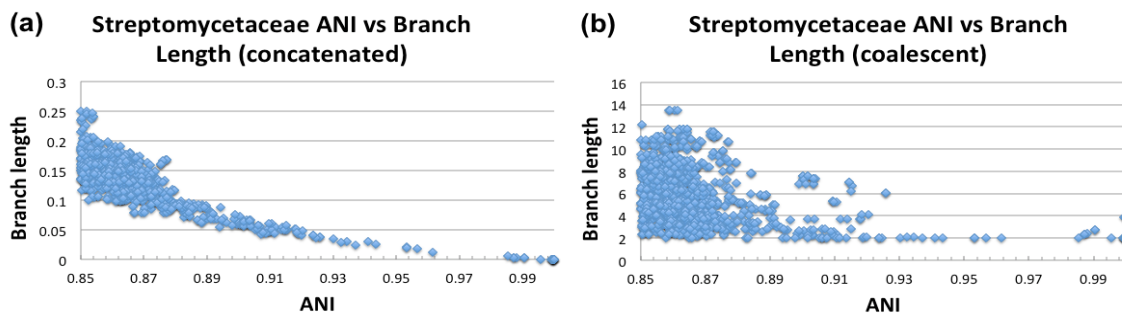 (a)
Streptomycetaceae ANI vs Branch
Length (concatenated)
Branch length
0.3
0.25
0.2
0.15
0.1
0.05
0
0.85 0.87 0.89 0.91 0.93 0.95 0.97 0.99
ANI
(b)
Streptomycetaceae ANI vs Branch
Length (coalescent)
Branch length
16
14
12
10
8
6
4
2
0
0.85 0.87 0.89 0.91 0.93 0.95 0.97 0.99
ANI